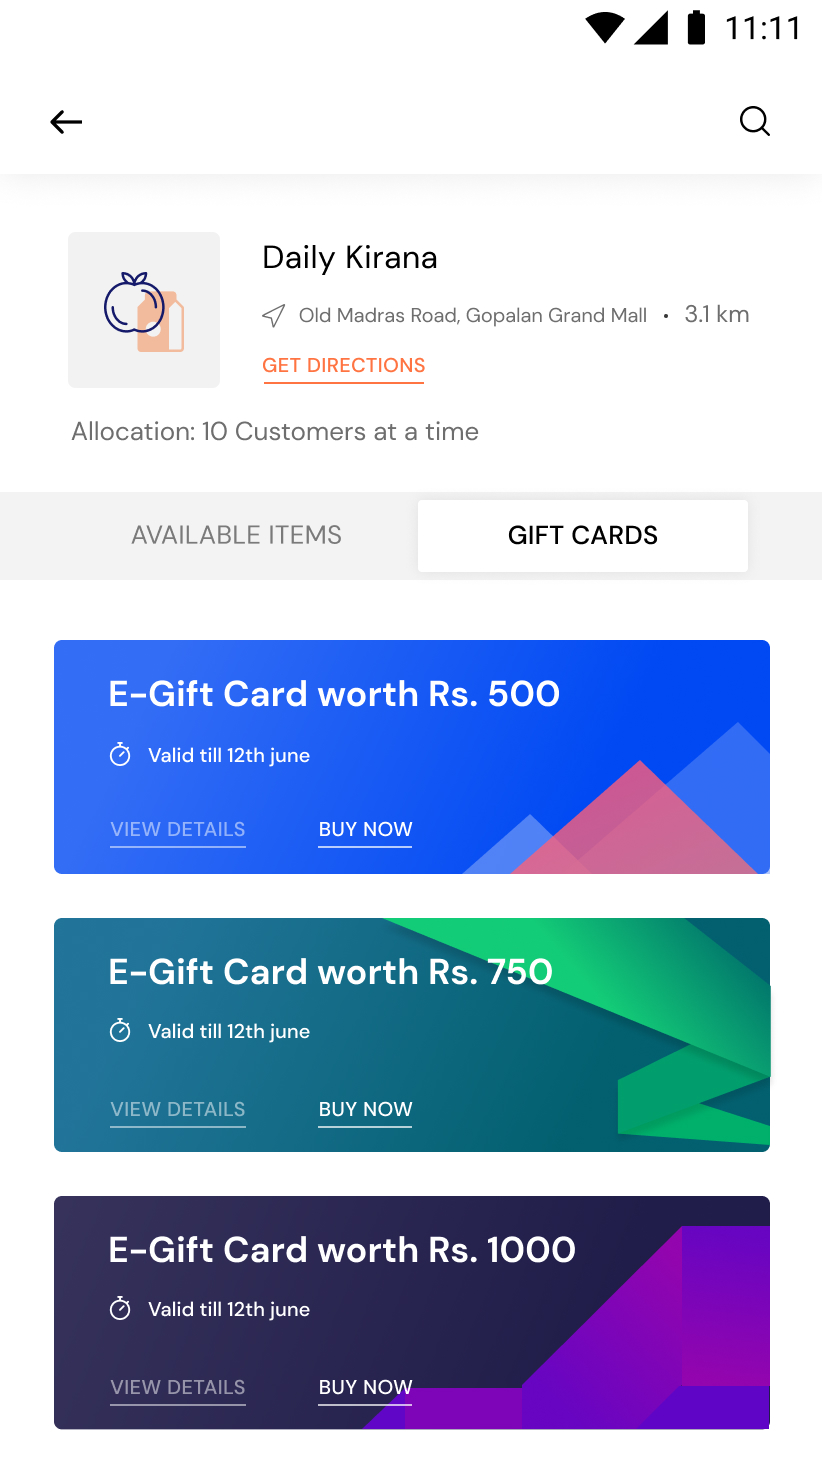 11:11
Daily Kirana
Old Madras Road, Gopalan Grand Mall • 3.1 km
GET DIRECTIONS
Allocation: 10 Customers at a time
AVAILABLE ITEMS GIFT CARDS
E-Gift Card worth Rs. 500
Valid till 12th june
VIEW DETAILS BUY NOW
E-Gift Card worth Rs. 750
Valid till 12th june
VIEW DETAILS BUY NOW
E-Gift Card worth Rs. 1000
Valid till 12th june
VIEW DETAILS BUY NOW